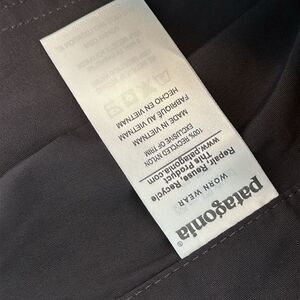 patagonia®
WORN WEAR
Repair, Reuse, Recycle
This Product
www.patagonia.com
100% RECYCLED NYLON
EXCLUSIVE OF TRIM
MADE IN VIETNAM
FABRIQUÉ AU VIETNAM
HECHO EN VIETNAM